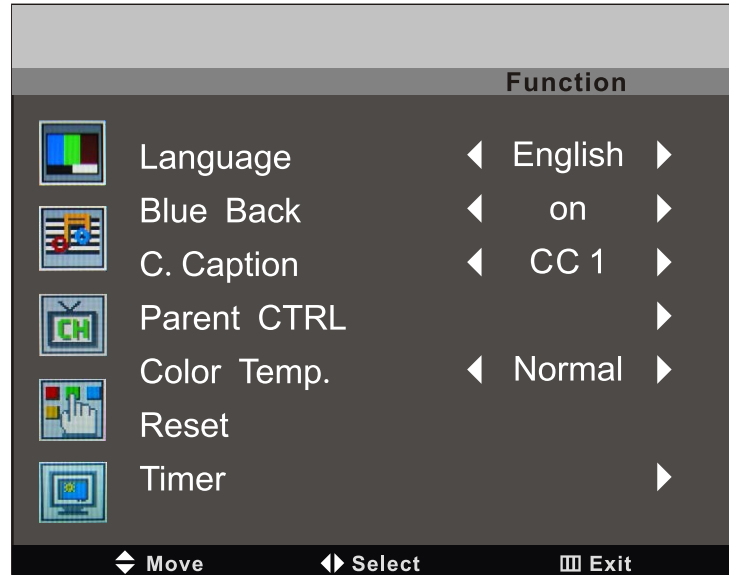 Function
Language English
Blue Back on
C. Caption CC 1
Parent CTRL
Color Temp. Normal
Reset
Timer
CH
Move Select Exit